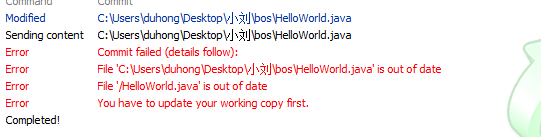 Command Commit
Modified C:\Users\duhong\Desktop\小刘\bos\HelloWorld.java
Sending content C:\Users\duhong\Desktop\小刘\bos\HelloWorld.java
Error Commit failed (details follow):
Error File 'C:\Users\duhong\Desktop\小刘\bos\HelloWorld.java' is out of date
Error File '/HelloWorld.java' is out of date
Error You have to update your working copy first.
Completed!